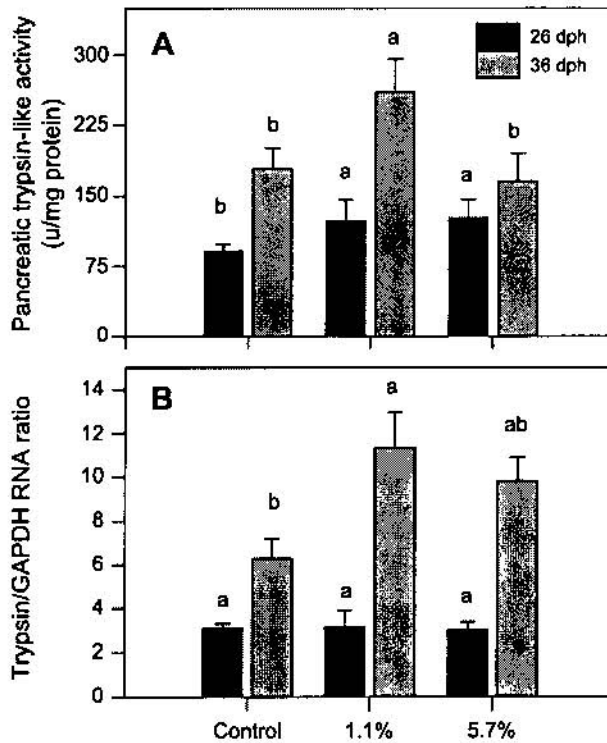 A
26 dph
36 dph
Pancreatic trypsin-like activity
(u/mg protein)
300
225
150
75
0
b
b
a
a
a
b
B
Trypsin/GAPDH RNA ratio
14
12
10
8
6
4
2
0
a
b
a
a
a
ab
Control
1.1%
5.7%